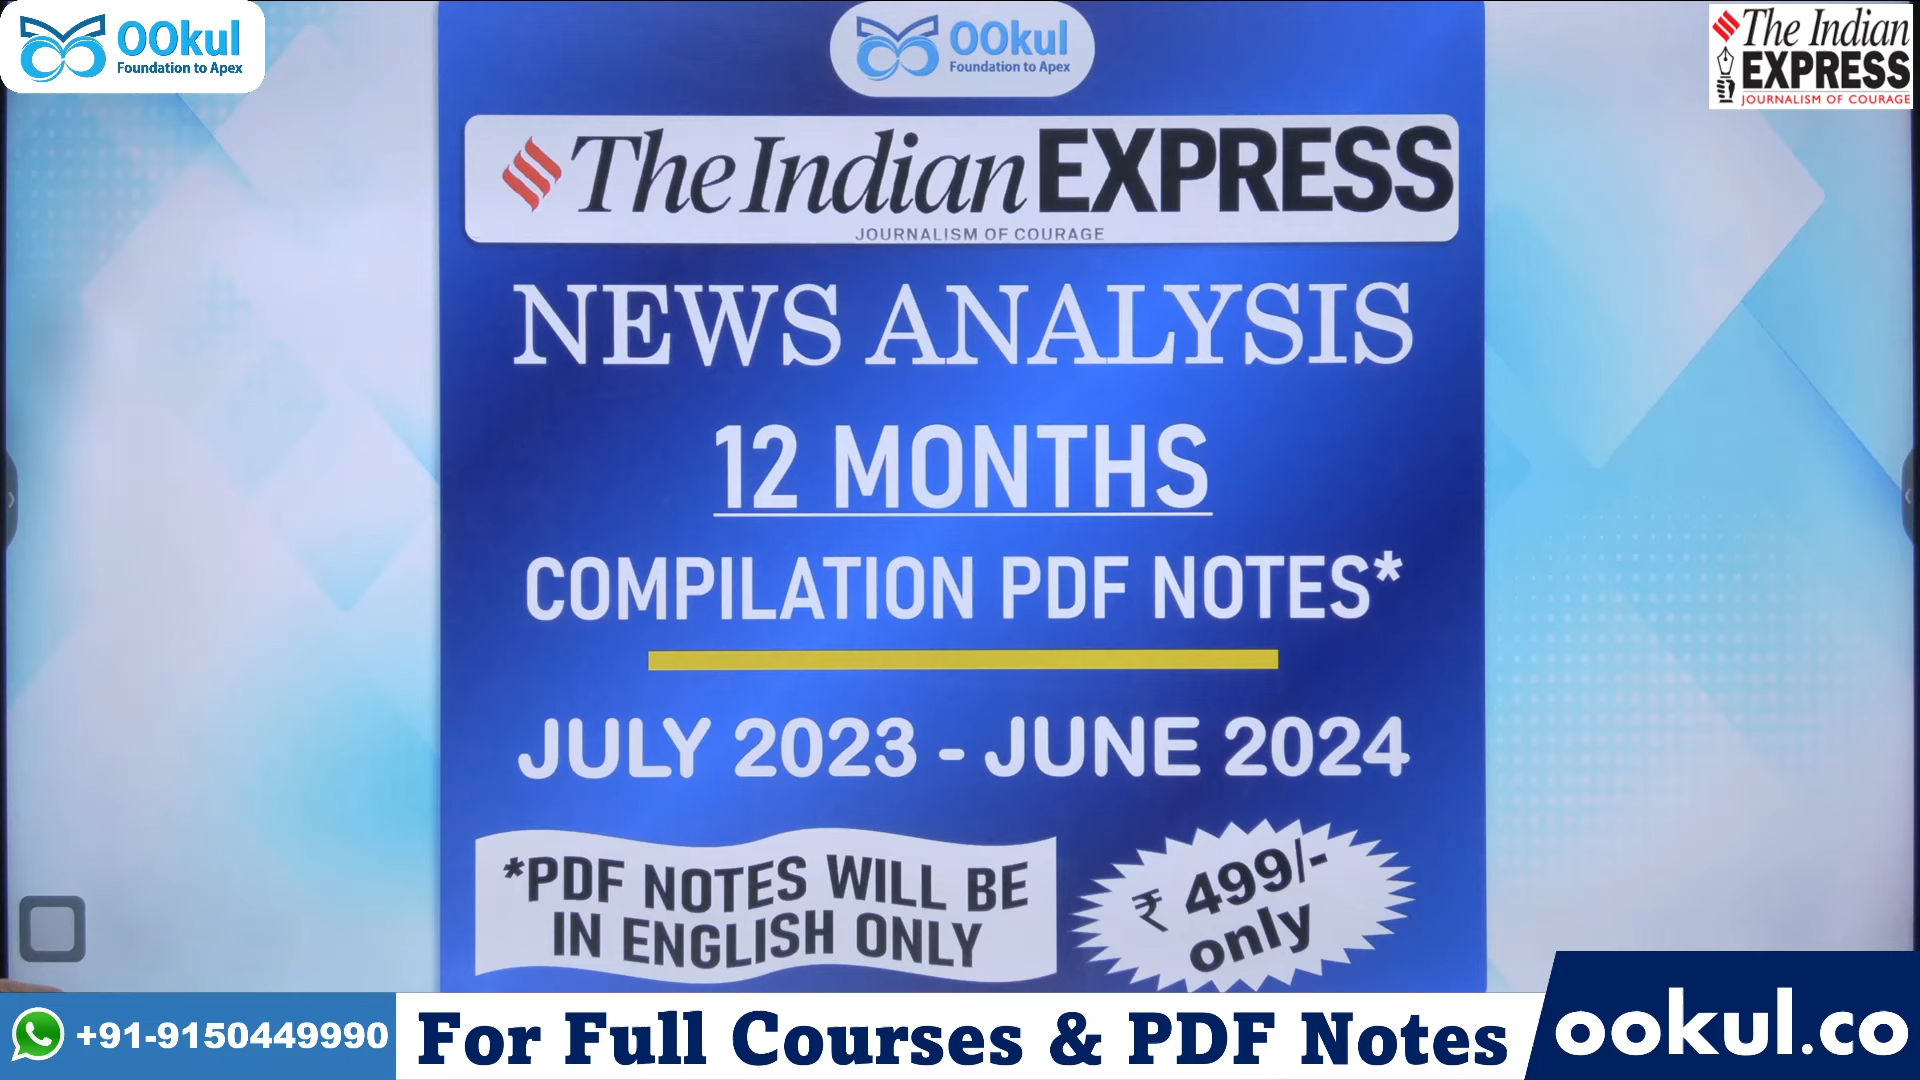 OOkul
Foundation to Apex
OOkul
Foundation to Apex
The Indian
EXPRESS
JOURNALISM OF COURAGE
The Indian EXPRESS
JOURNALISM OF COURAGE
NEWS ANALYSIS
12 MONTHS
COMPILATION PDF NOTES*
JULY 2023 - JUNE 2024
*PDF NOTES WILL BE
IN ENGLISH ONLY
₹ 499/-
only
+91-9150449990
For Full Courses & PDF Notes
ookul.co